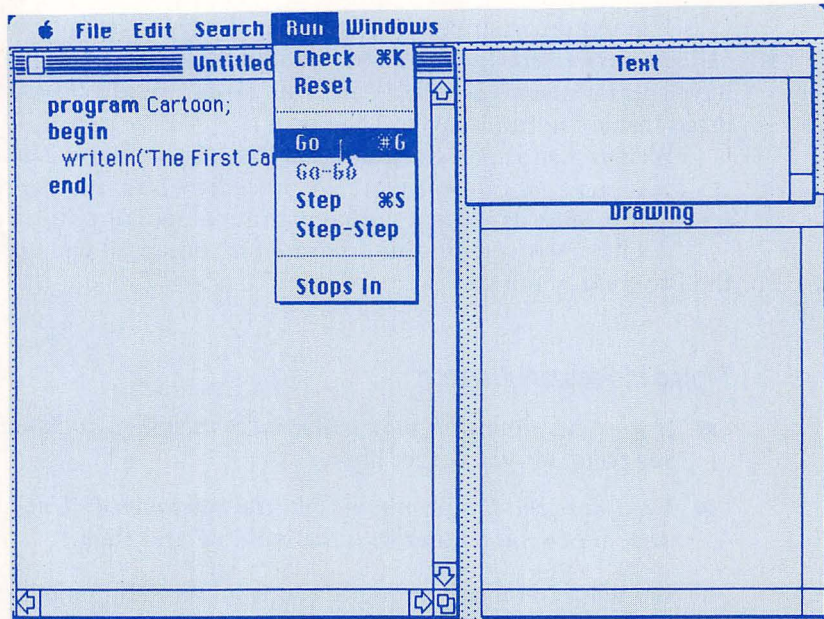 File Edit Search Run Windows
Untitled
Check ⌘K
Reset
Go ⌘G
Go-Go
Step ⌘S
Step-Step
Stops In
program Cartoon;
begin
writeln('The First Ca
end
Text
Drawing